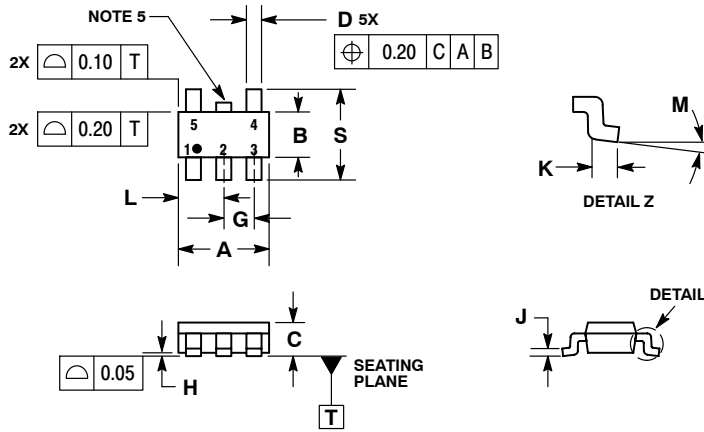 NOTE 5
D 5X
0.20 C A B
2X 0.10 T
2X 0.20 T
5 4
1 2 3
B
S
L
G
A
M
K
DETAIL Z
J
DETAIL
C
0.05
H
SEATING
PLANE
T